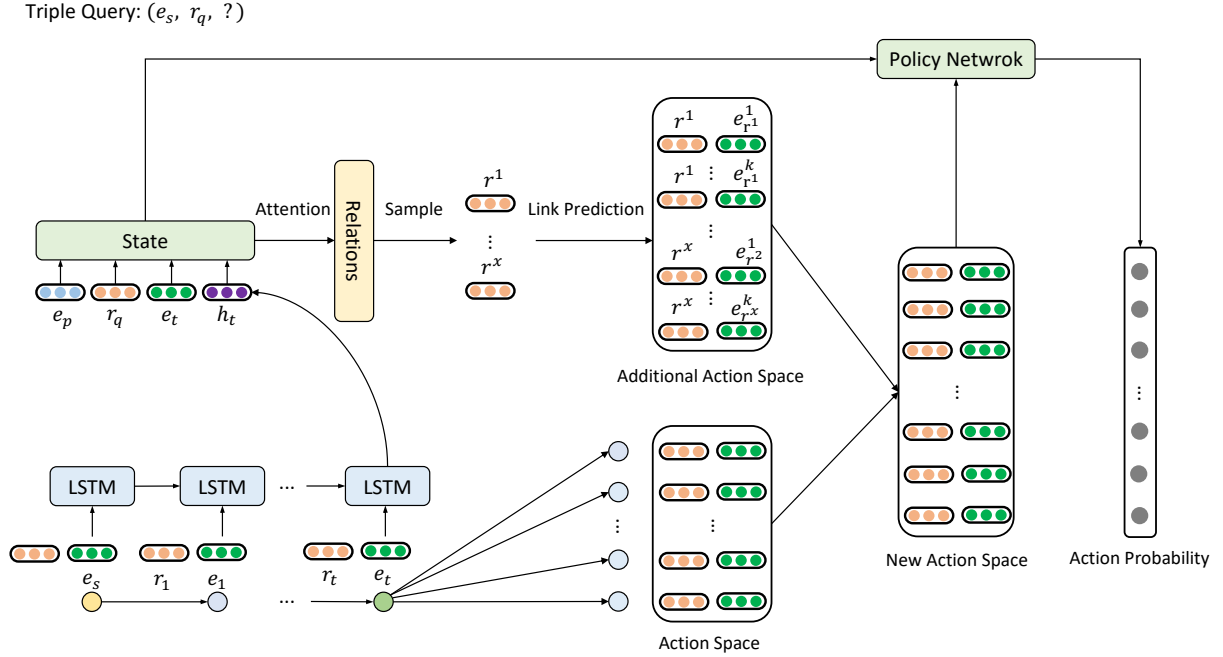 Triple Query: (e_s, r_q, ?)
Policy Netwrok
r^1 e_{r^1}^1
⋮
r^1 e_{r^1}^k
⋮
r^x e_{r^2}^1
⋮
r^x e_{r^x}^k
Additional Action Space
Attention
Relations
Sample
r^1
⋮
r^x
Link Prediction
State
e_p r_q e_t h_t
LSTM
LSTM
...
LSTM
e_s r_1 e_1 r_t e_t
...
⋮
⋮
Action Space
⋮
New Action Space
⋮
Action Probability